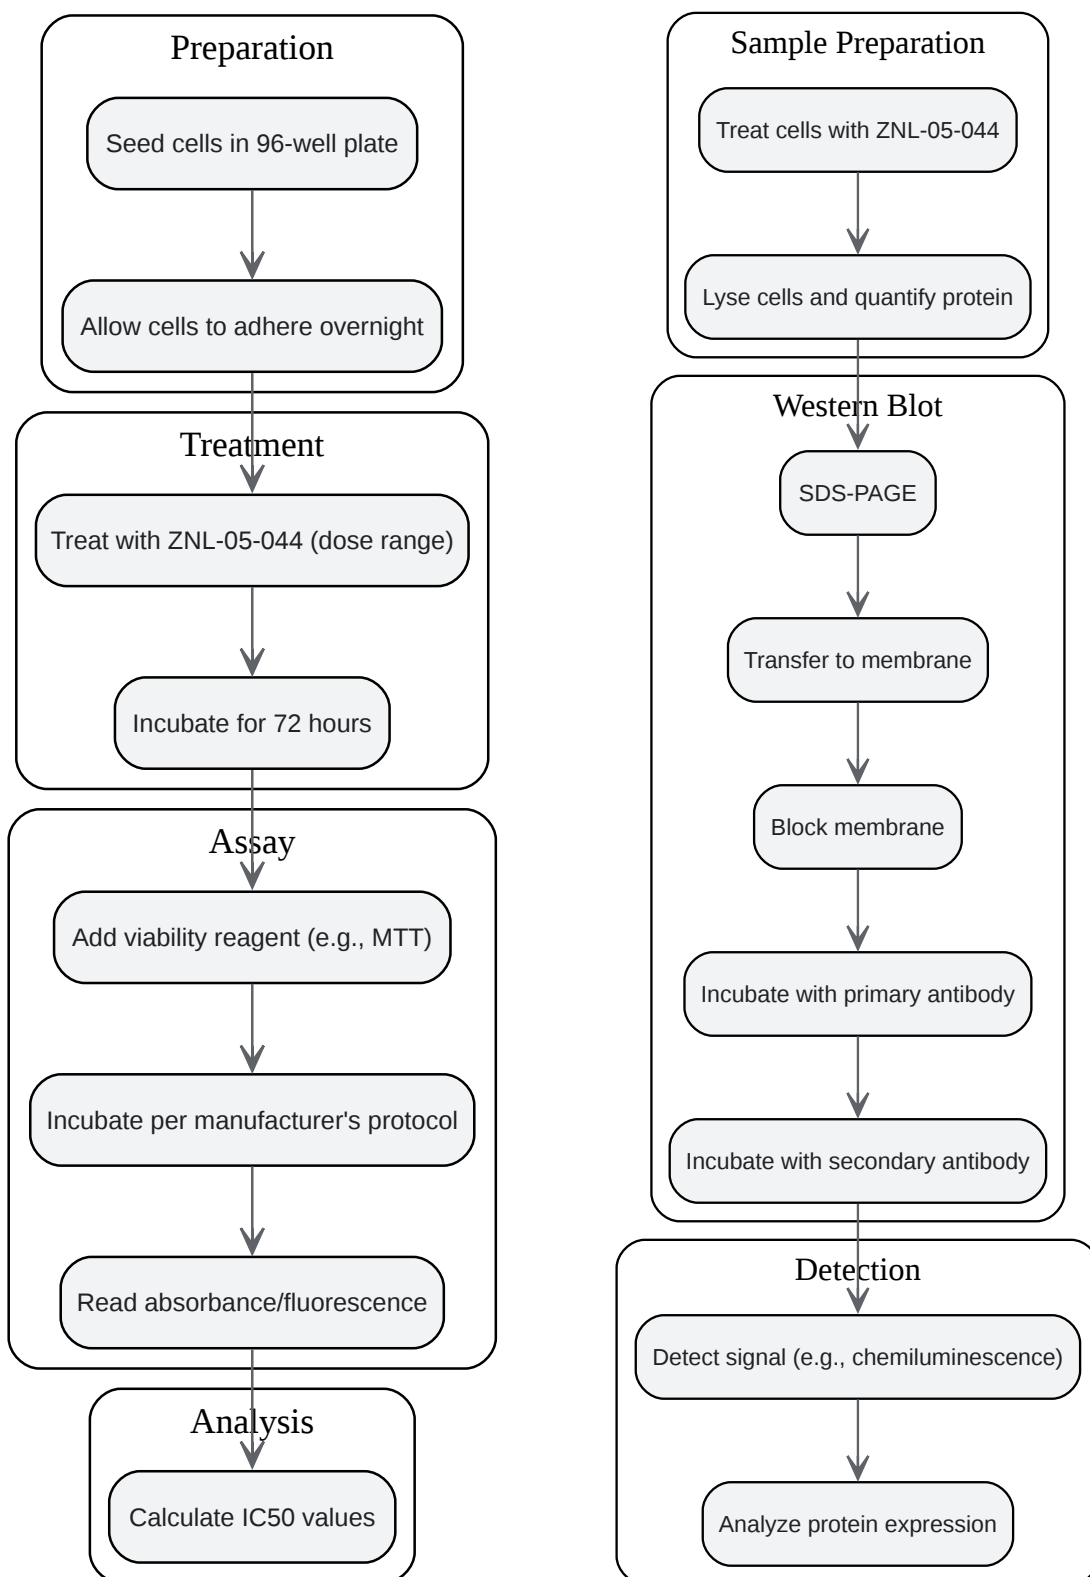 Preparation
Seed cells in 96-well plate
Allow cells to adhere overnight
Treatment
Treat with ZNL-05-044 (dose range)
Incubate for 72 hours
Assay
Add viability reagent (e.g., MTT)
Incubate per manufacturer's protocol
Read absorbance/fluorescence
Analysis
Calculate IC50 values
Sample Preparation
Treat cells with ZNL-05-044
Lyse cells and quantify protein
Western Blot
SDS-PAGE
Transfer to membrane
Block membrane
Incubate with primary antibody
Incubate with secondary antibody
Detection
Detect signal (e.g., chemiluminescence)
Analyze protein expression